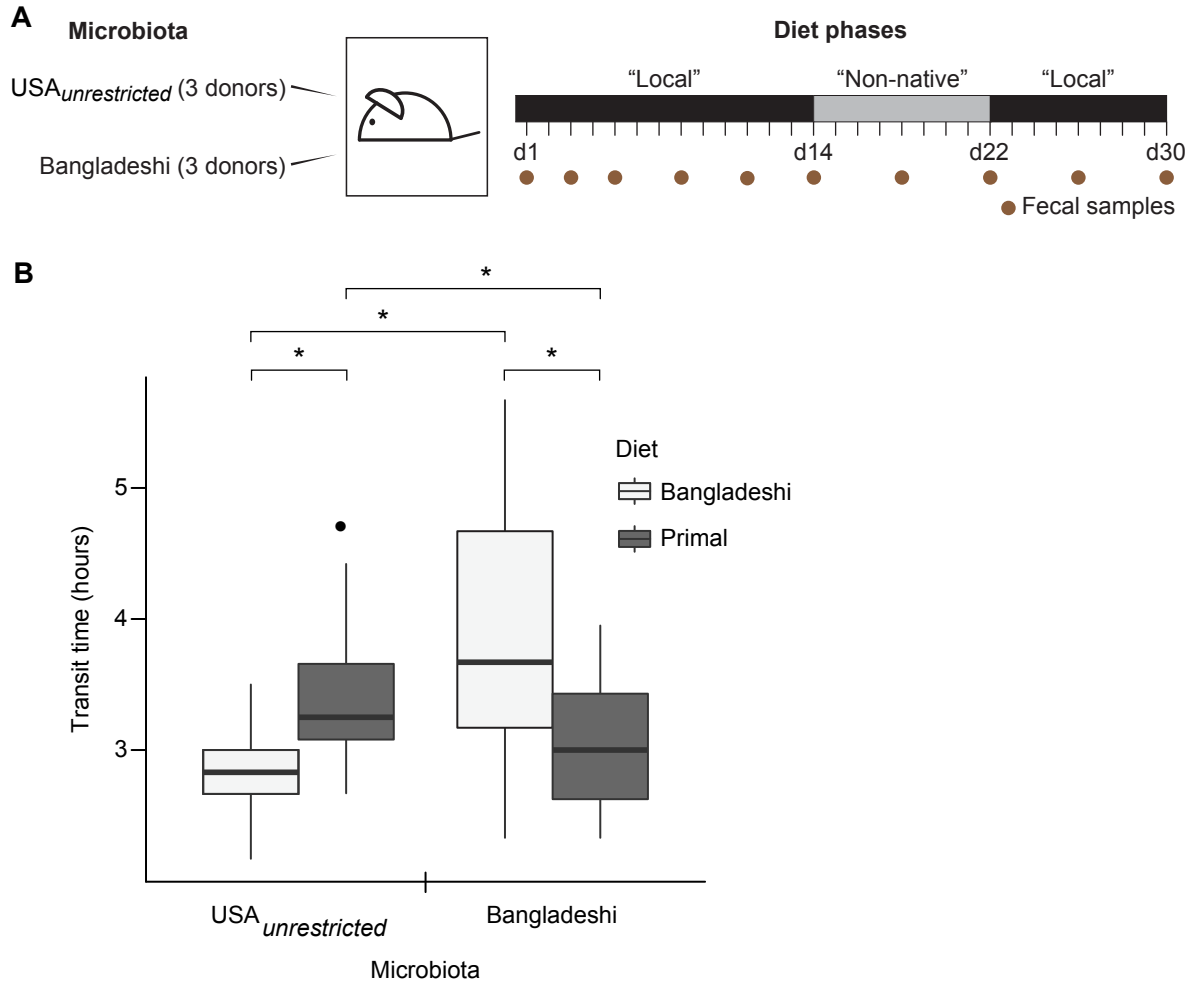 A
Microbiota
Diet phases
USAunrestricted (3 donors)
Bangladeshi (3 donors)
“Local”
“Non-native”
“Local”
d1
d14
d22
d30
Fecal samples
B
*
*
*
*
Transit time (hours)
5
4
3
Diet
Bangladeshi
Primal
USAunrestricted
Bangladeshi
Microbiota